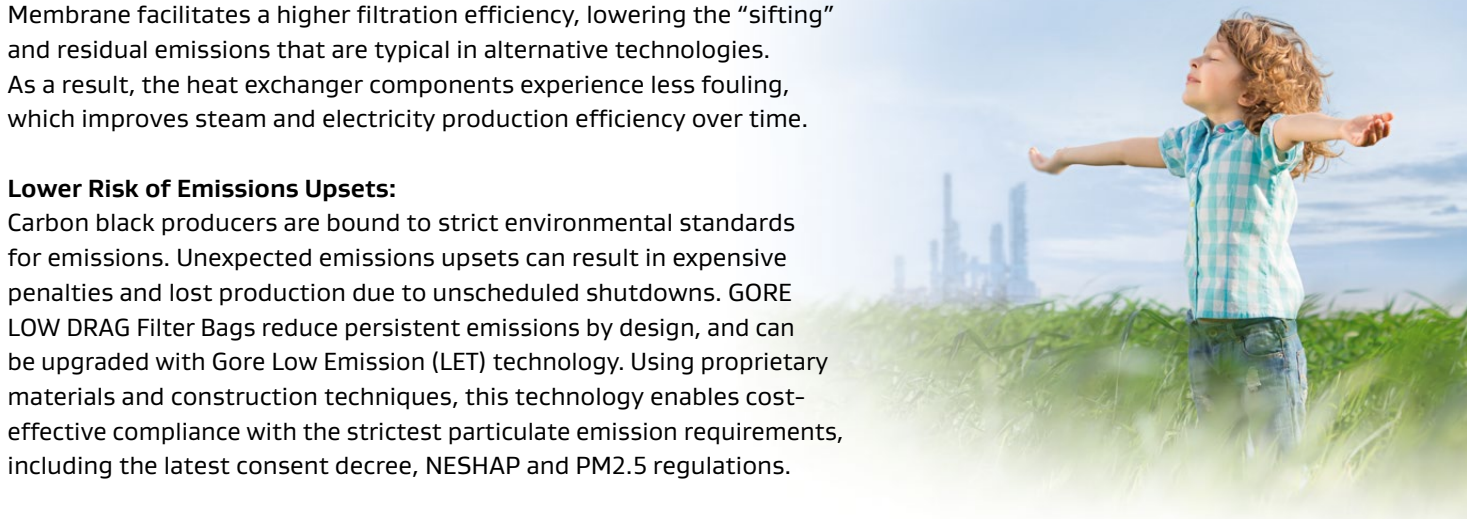 Membrane facilitates a higher filtration efficiency, lowering the “sifting”
and residual emissions that are typical in alternative technologies.
As a result, the heat exchanger components experience less fouling,
which improves steam and electricity production efficiency over time.
Lower Risk of Emissions Upsets:
Carbon black producers are bound to strict environmental standards
for emissions. Unexpected emissions upsets can result in expensive
penalties and lost production due to unscheduled shutdowns. GORE
LOW DRAG Filter Bags reduce persistent emissions by design, and can
be upgraded with Gore Low Emission (LET) technology. Using proprietary
materials and construction techniques, this technology enables cost-
effective compliance with the strictest particulate emission requirements,
including the latest consent decree, NESHAP and PM2.5 regulations.